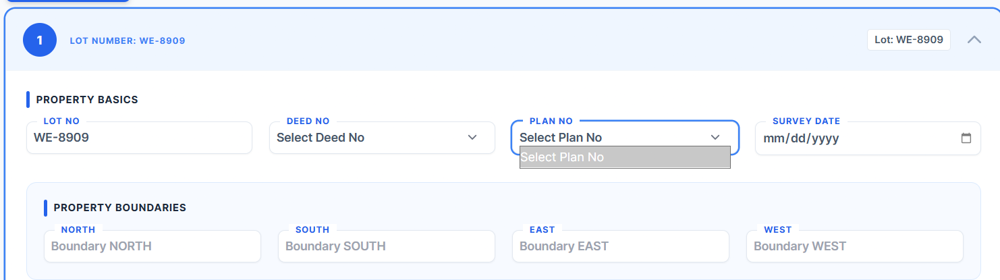 1
LOT NUMBER: WE-8909
Lot: WE-8909
PROPERTY BASICS
LOT NO
DEED NO
PLAN NO
SURVEY DATE
WE-8909
Select Deed No
Select Plan No
mm/dd/yyyy
Select Plan No
PROPERTY BOUNDARIES
NORTH
SOUTH
EAST
WEST
Boundary NORTH
Boundary SOUTH
Boundary EAST
Boundary WEST